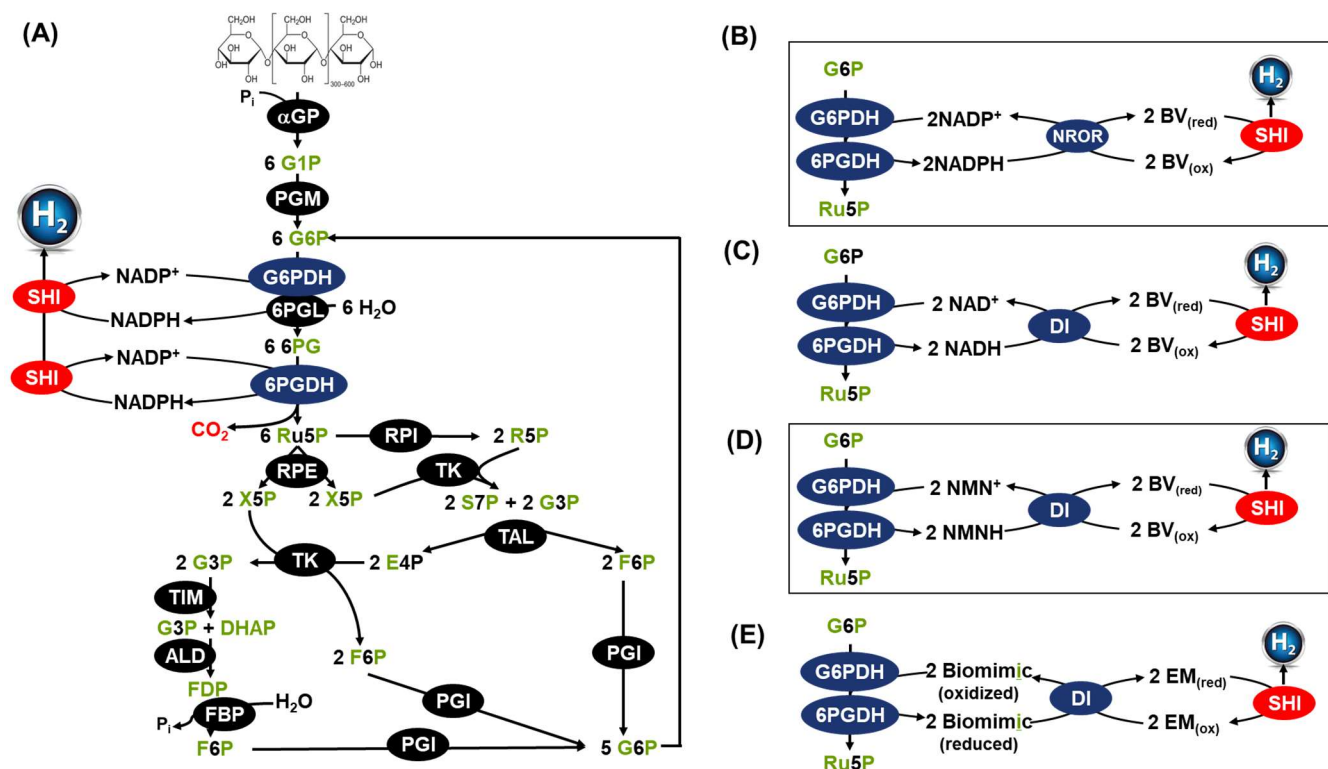 (A)
CH₂OH CH₂OH CH₂OH
O O O
OH OH OH
OH O O OH
OH OH OH
300–600
Pᵢ
αGP
6 G1P
PGM
H₂
6 G6P
NADP⁺
G6PDH
SHI
6PGL
6 H₂O
NADPH
6 6PG
NADP⁺
SHI
6PGDH
NADPH
CO₂
6 Ru5P
RPI
2 R5P
RPE
TK
2 X5P
2 X5P
2 S7P + 2 G3P
TAL
2 G3P
TK
2 E4P
2 F6P
TIM
G3P + DHAP
ALD
2 F6P
PGI
FDP
H₂O
FBP
PGI
Pᵢ
F6P
PGI
5 G6P
(B)
G6P
H₂
G6PDH
2NADP⁺
2 BV(red)
NROR
SHI
6PGDH
2NADPH
2 BV(ox)
Ru5P
(C)
G6P
H₂
G6PDH
2 NAD⁺
2 BV(red)
DI
SHI
6PGDH
2 NADH
2 BV(ox)
Ru5P
(D)
G6P
H₂
G6PDH
2 NMN⁺
2 BV(red)
DI
SHI
6PGDH
2 NMNH
2 BV(ox)
Ru5P
(E)
G6P
H₂
G6PDH
2 Biomimic
(oxidized)
2 EM(red)
DI
SHI
6PGDH
2 Biomimic
(reduced)
2 EM(ox)
Ru5P